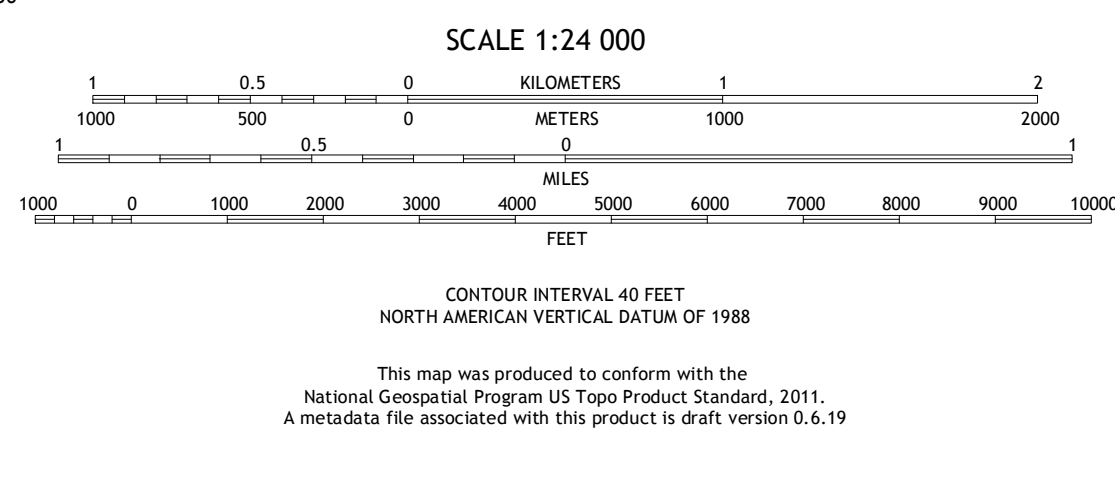 SCALE 1:24 000
1 0.5 0 KILOMETERS 1 2
1000 500 0 METERS 1000 2000
1 0.5 0 1
MILES
1000 0 1000 2000 3000 4000 5000 6000 7000 8000 9000 10000
FEET
CONTOUR INTERVAL 40 FEET
NORTH AMERICAN VERTICAL DATUM OF 1988
This map was produced to conform with the
National Geospatial Program US Topo Product Standard, 2011.
A metadata file associated with this product is draft version 0.6.19